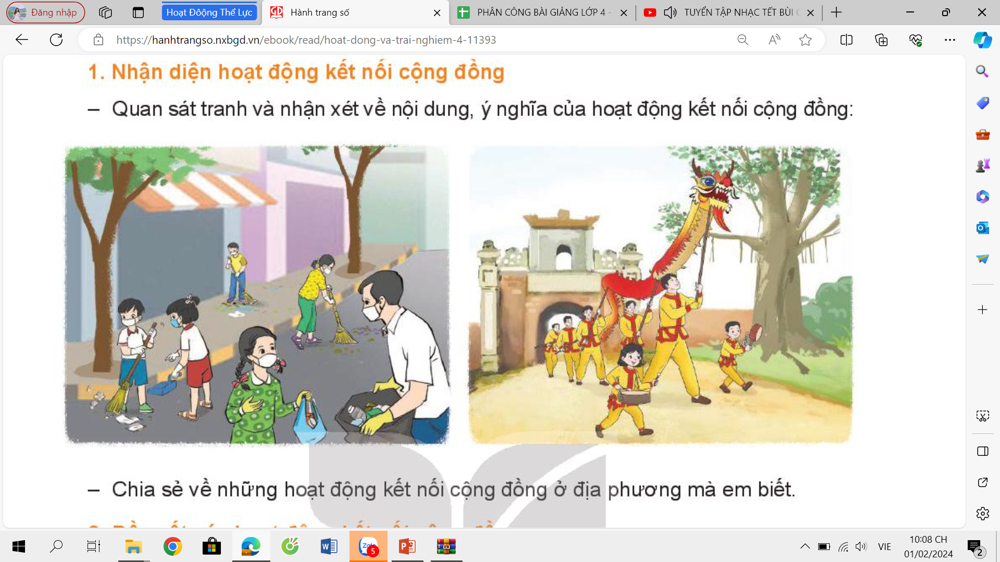 Đăng nhập
Hoạt Đôộng Thể Lực
Hành trang số
PHÂN CÔNG BÀI GIẢNG LỚP 4 -
TUYỂN TẬP NHẠC TẾT BÙI
https://hanhtrangso.nxbgd.vn/ebook/read/hoat-dong-va-trai-nghiem-4-11393
1. Nhận diện hoạt động kết nối cộng đồng
– Quan sát tranh và nhận xét về nội dung, ý nghĩa của hoạt động kết nối cộng đồng:
– Chia sẻ về những hoạt động kết nối cộng đồng ở địa phương mà em biết.
Zalo
5
VIE
10:08 CH
01/02/2024
2